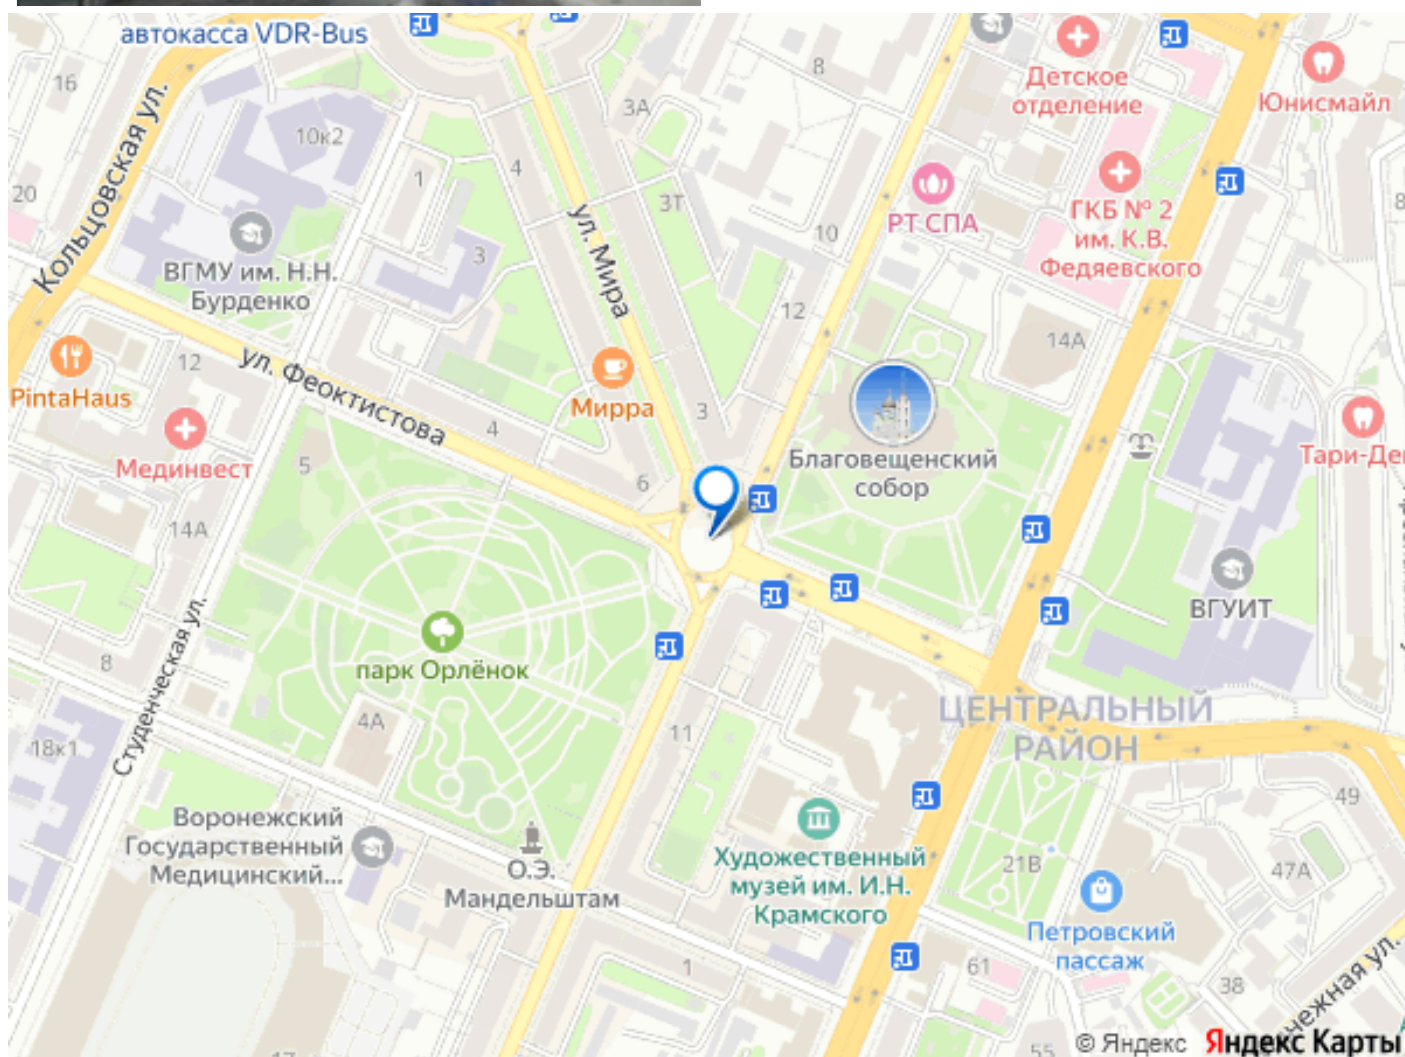 автокасса VDR-Bus
16
8
Детское
отделение
Юнисмайл
3А
10к2
Кольцовская ул.
20
1
4
3Т
РТ СПА
ГКБ № 2
им. К.В.
Федяевского
8
ул. Мира
10
ВГМУ им. Н.Н.
Бурденко
3
12
14А
PintaHaus
12
ул. Феоктистова
Мирра
3
Мединвест
4
5
6
Благовещенский
собор
Тари-Де
14А
ВГУИТ
парк Орлёнок
8
Студенческая ул.
4А
11
ЦЕНТРАЛЬНЫЙ
РАЙОН
18к1
49
Воронежский
Государственный
Медицинский...
О.Э.
Мандельштам
Художественный
музей им. И.Н.
Крамского
21В
47А
Петровский
пассаж
1
61
38
55
© Яндекс Яндекс Карты